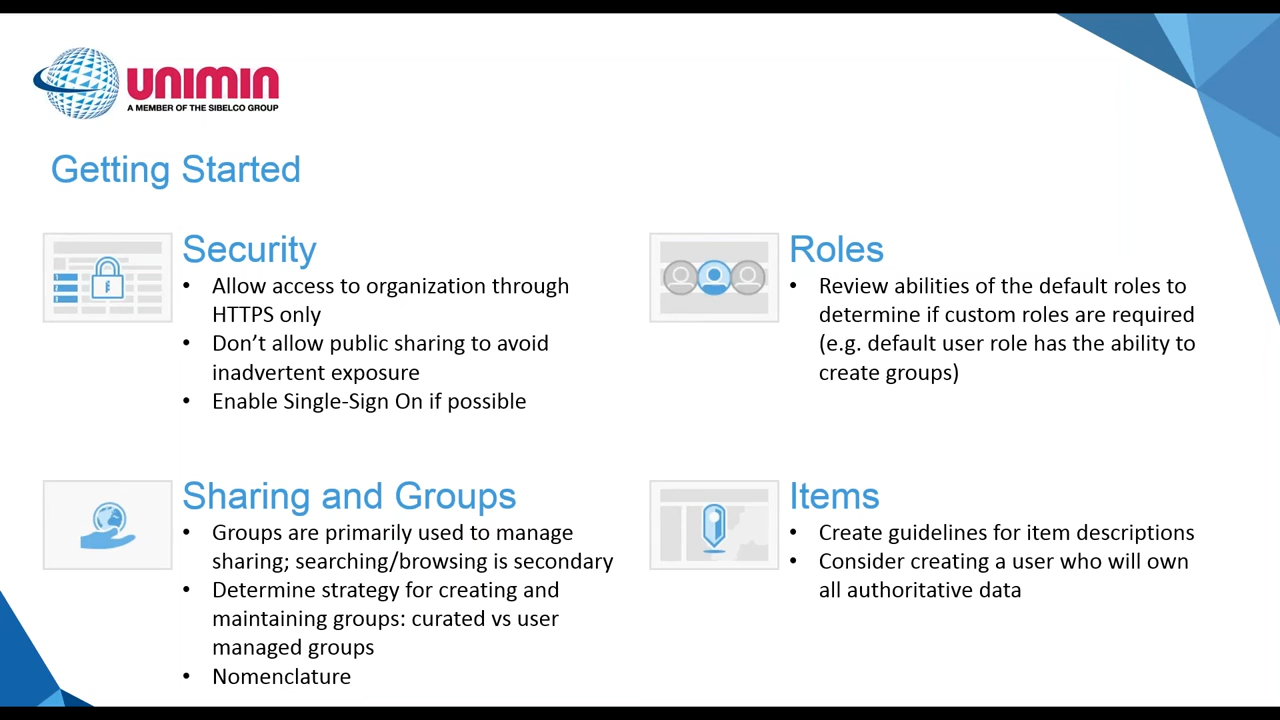 UNIMIN
A MEMBER OF THE SIBELCO GROUP
Getting Started
Security
• Allow access to organization through
HTTPS only
• Don’t allow public sharing to avoid
inadvertent exposure
• Enable Single-Sign On if possible
Roles
• Review abilities of the default roles to
determine if custom roles are required
(e.g. default user role has the ability to
create groups)
Sharing and Groups
• Groups are primarily used to manage
sharing; searching/browsing is secondary
• Determine strategy for creating and
maintaining groups: curated vs user
managed groups
• Nomenclature
Items
• Create guidelines for item descriptions
• Consider creating a user who will own
all authoritative data